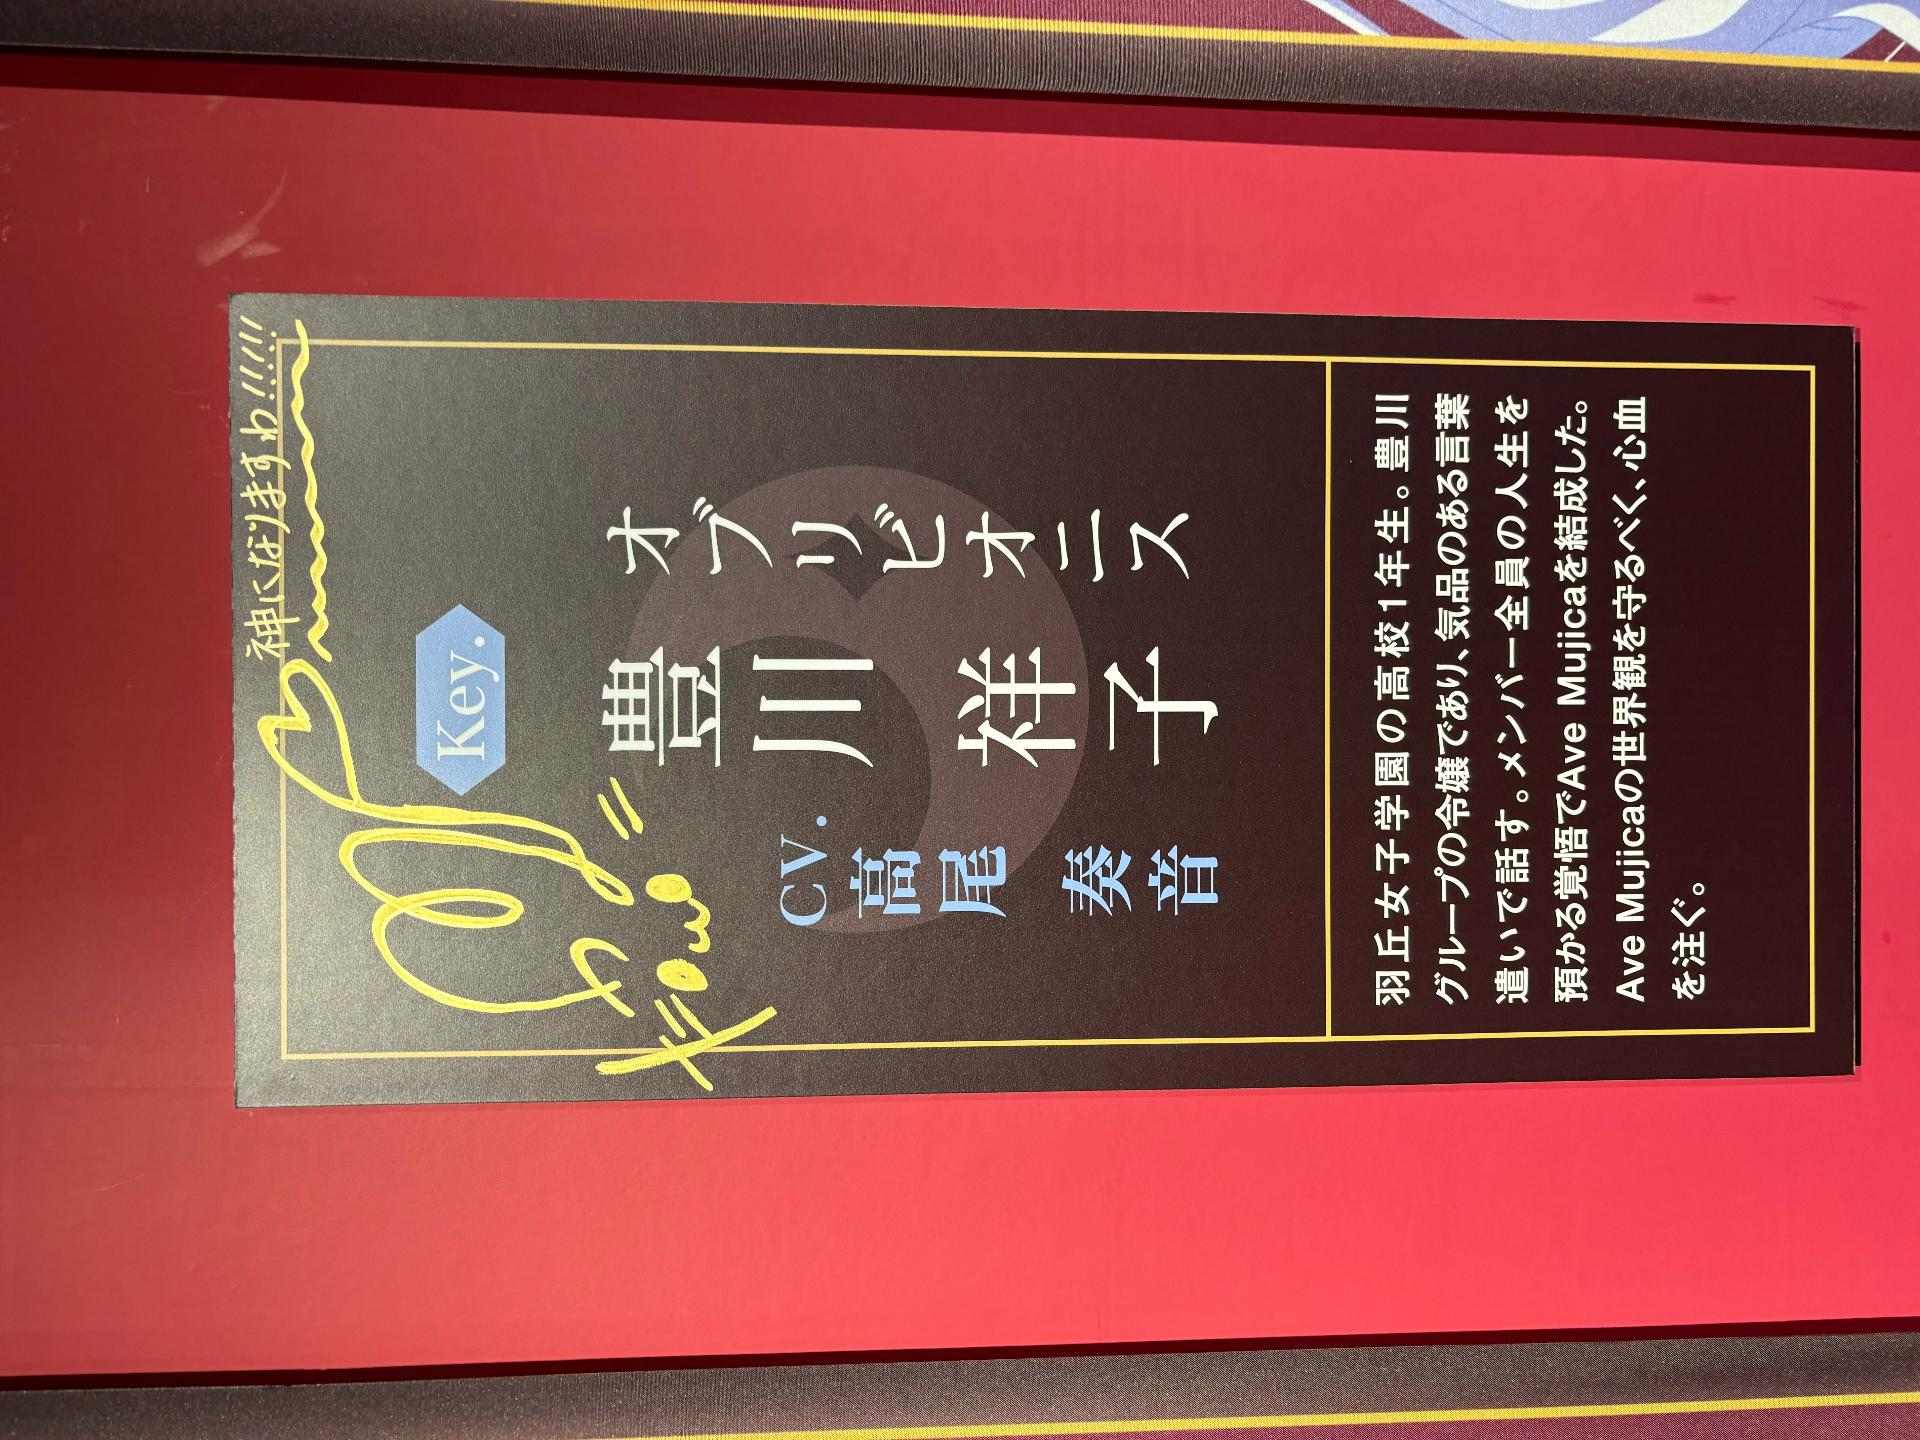 神になりますわ!!!!!
Key.
豊川 祥子
オブリビオニス
CV. 高尾 奏音
羽丘女子学園の高校1年生。豊川
グループの令嬢であり、気品のある言葉
遣いで話す。メンバー全員の人生を
預かる覚悟でAve Mujicaを結成した。
Ave Mujicaの世界観を守るべく、心血
を注ぐ。